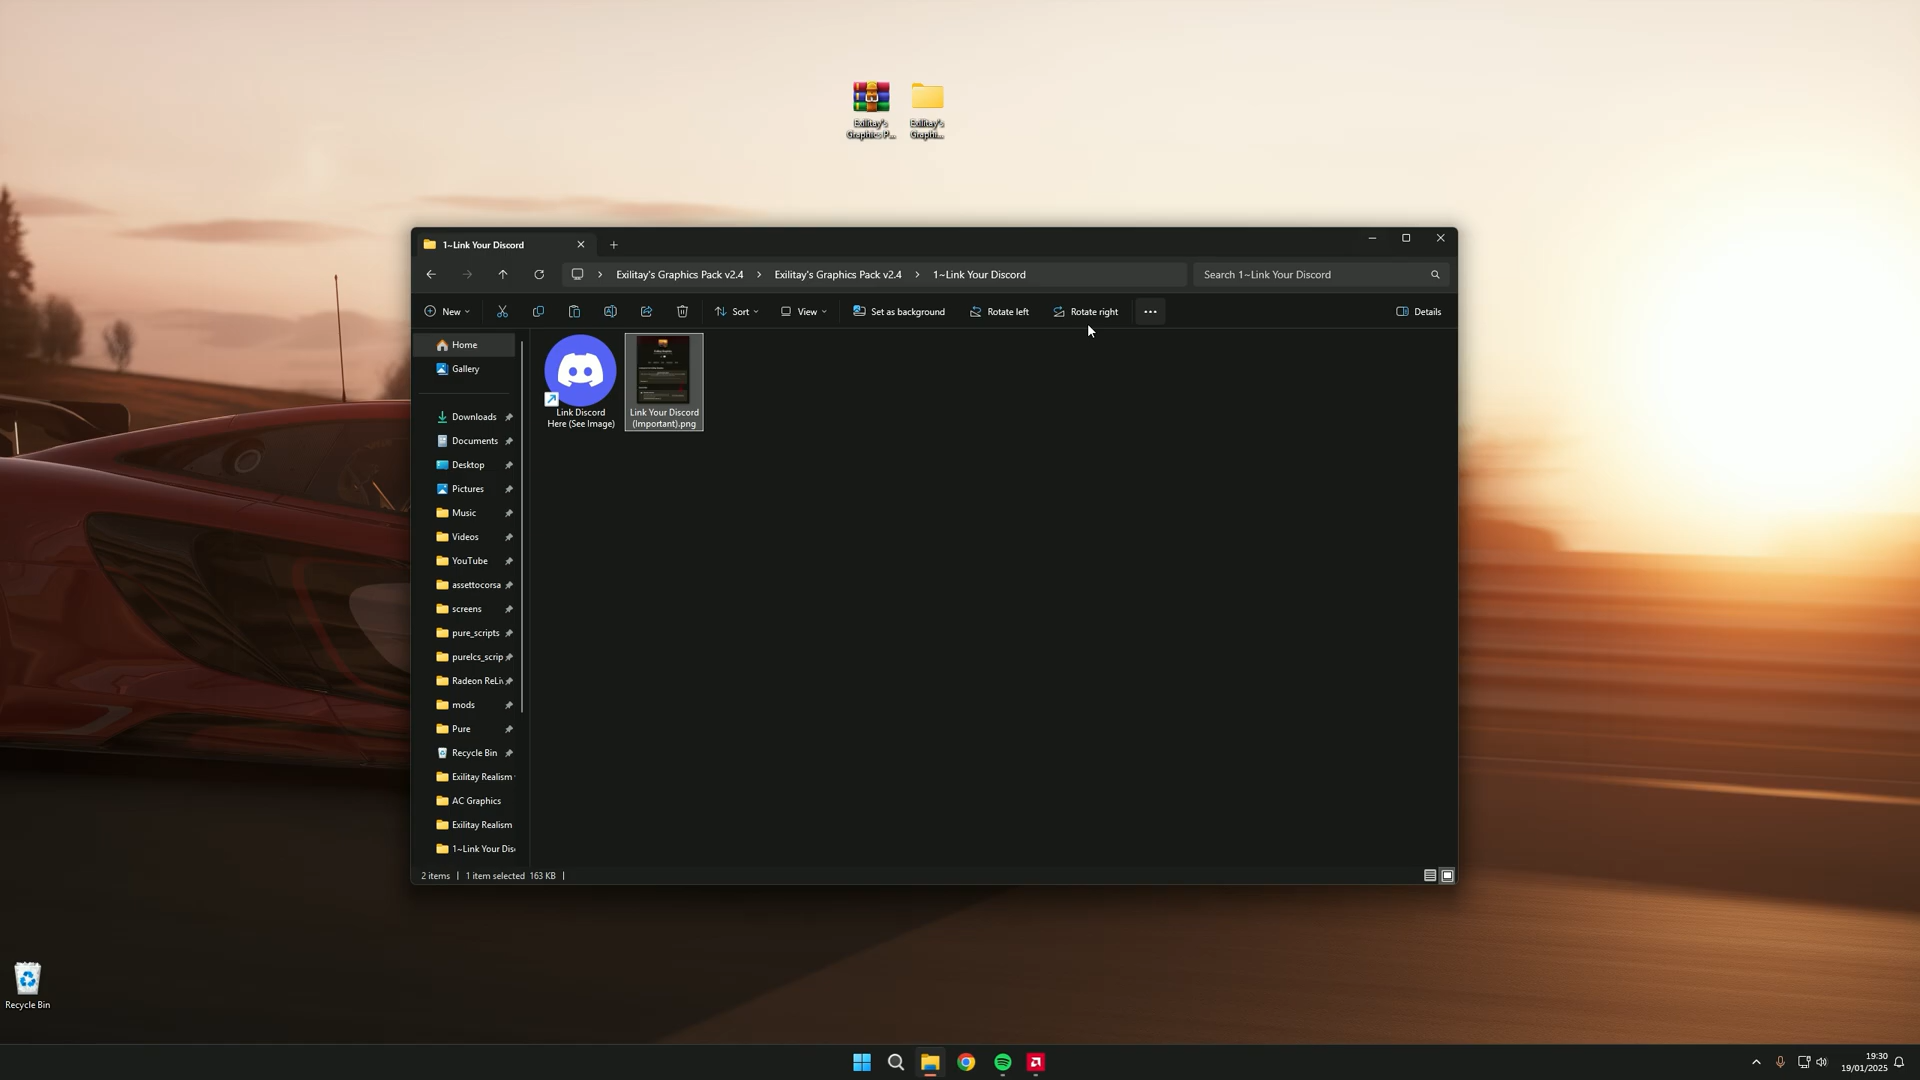 Exilitay's
Graphics P...
Exilitay's
Graphi...
1~Link Your Discord
Exilitay's Graphics Pack v2.4
Exilitay's Graphics Pack v2.4
1~Link Your Discord
Search 1~Link Your Discord
New
Sort
View
Set as background
Rotate left
Rotate right
Details
Home
Gallery
Downloads
Documents
Desktop
Pictures
Music
Videos
YouTube
assettocorsa
screens
pure_scripts
purelcs_scrip
Radeon ReLiv
mods
Pure
Recycle Bin
Exilitay Realism
AC Graphics
Exilitay Realism
1~Link Your Disc
Link Discord
Here (See Image)
Link Your Discord
(Important).png
2 items
1 item selected 163 KB
Recycle Bin
19:30
19/01/2025